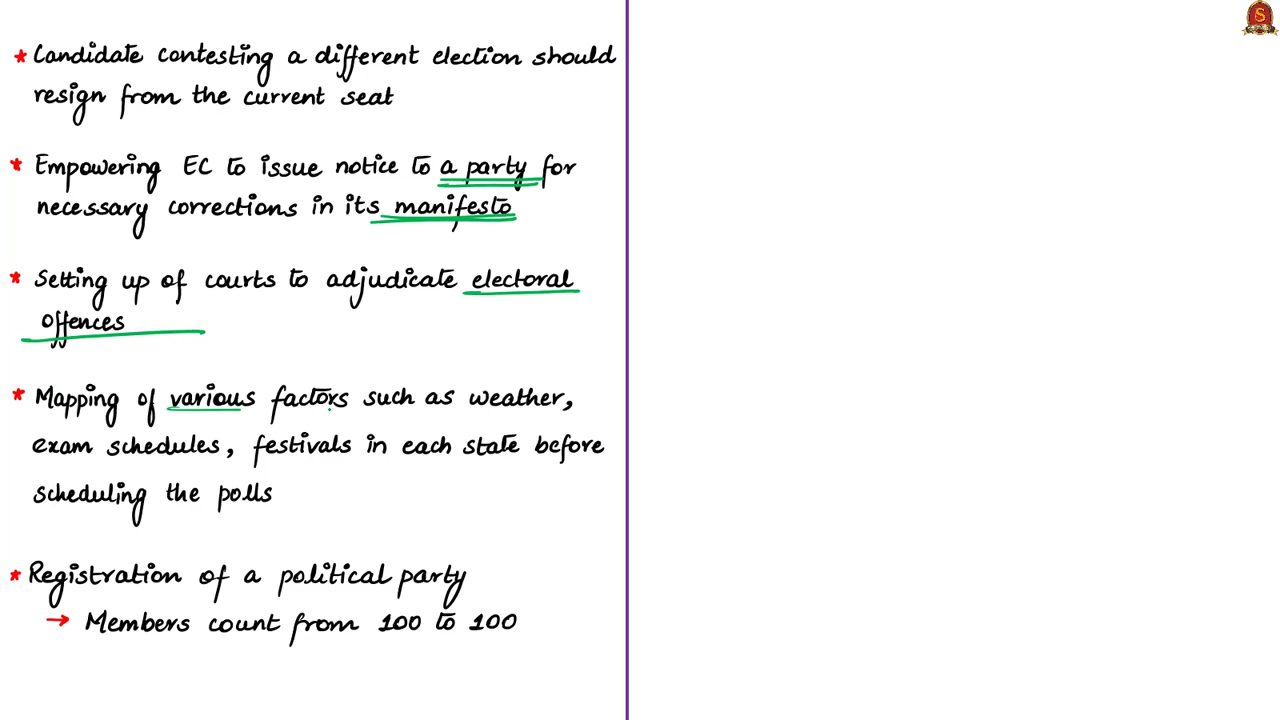 * Candidate contesting a different election should
resign from the current seat
* Empowering EC to issue notice to a party for
necessary corrections in its manifesto
* Setting up of courts to adjudicate electoral
offences
* Mapping of various factors such as weather,
exam schedules, festivals in each state before
scheduling the polls
* Registration of a political party
→ Members count from 100 to 100
S